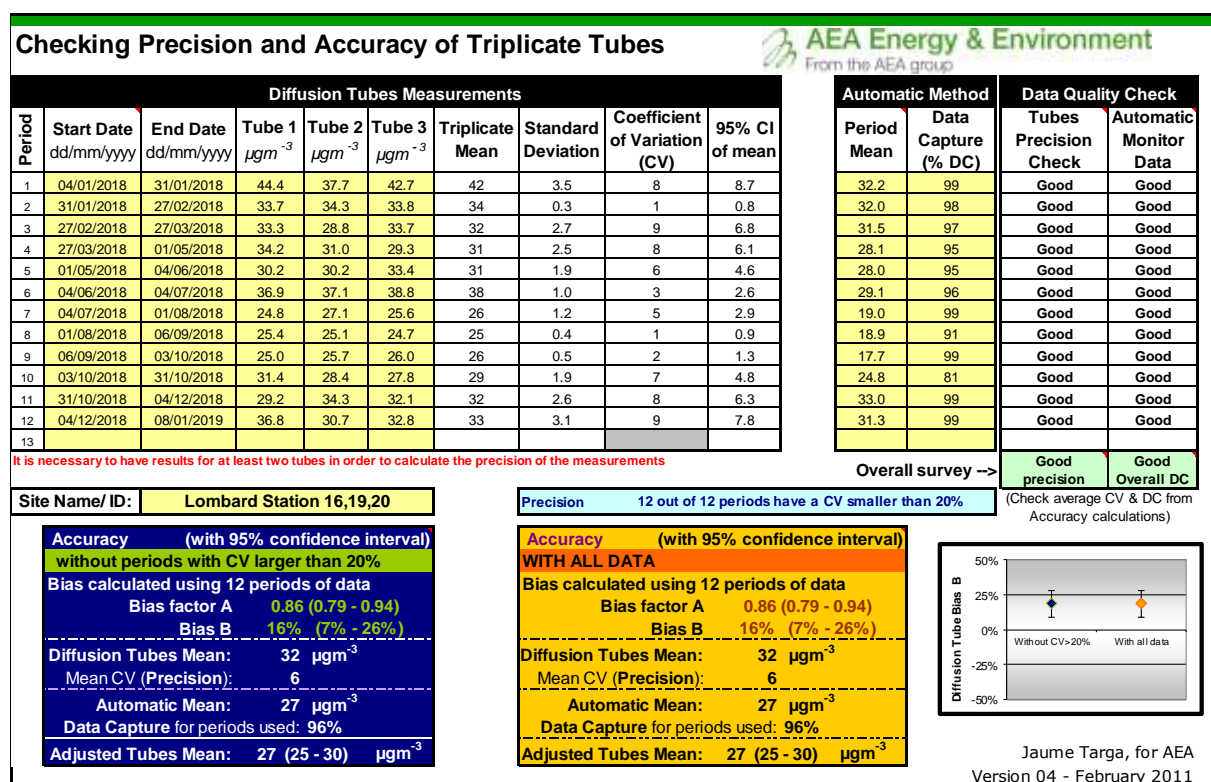 Checking Precision and Accuracy of Triplicate Tubes
AEA Energy & Environment
From the AEA group
Diffusion Tubes Measurements
Automatic Method
Data Quality Check
Period
Start Date dd/mm/yyyy
End Date dd/mm/yyyy
Tube 1 µgm -3
Tube 2 µgm -3
Tube 3 µgm -3
Triplicate Mean
Standard Deviation
Coefficient of Variation (CV)
95% CI of mean
Period Mean
Data Capture (% DC)
Tubes Precision Check
Automatic Monitor Data
1 04/01/2018 31/01/2018 44.4 37.7 42.7 42 3.5 8 8.7 32.2 99 Good Good
2 31/01/2018 27/02/2018 33.7 34.3 33.8 34 0.3 1 0.8 32.0 98 Good Good
3 27/02/2018 27/03/2018 33.3 28.8 33.7 32 2.7 9 6.8 31.5 97 Good Good
4 27/03/2018 01/05/2018 34.2 31.0 29.3 31 2.5 8 6.1 28.1 95 Good Good
5 01/05/2018 04/06/2018 30.2 30.2 33.4 31 1.9 6 4.6 28.0 95 Good Good
6 04/06/2018 04/07/2018 36.9 37.1 38.8 38 1.0 3 2.6 29.1 96 Good Good
7 04/07/2018 01/08/2018 24.8 27.1 25.6 26 1.2 5 2.9 19.0 99 Good Good
8 01/08/2018 06/09/2018 25.4 25.1 24.7 25 0.4 1 0.9 18.9 91 Good Good
9 06/09/2018 03/10/2018 25.0 25.7 26.0 26 0.5 2 1.3 17.7 99 Good Good
10 03/10/2018 31/10/2018 31.4 28.4 27.8 29 1.9 7 4.8 24.8 81 Good Good
11 31/10/2018 04/12/2018 29.2 34.3 32.1 32 2.6 8 6.3 33.0 99 Good Good
12 04/12/2018 08/01/2019 36.8 30.7 32.8 33 3.1 9 7.8 31.3 99 Good Good
13
It is necessary to have results for at least two tubes in order to calculate the precision of the measurements
Overall survey -->
Good precision
Good Overall DC
Site Name/ ID: Lombard Station 16,19,20
Precision 12 out of 12 periods have a CV smaller than 20%
(Check average CV & DC from
Accuracy calculations)
Accuracy (with 95% confidence interval)
without periods with CV larger than 20%
Bias calculated using 12 periods of data
Bias factor A 0.86 (0.79 - 0.94)
Bias B 16% (7% - 26%)
Diffusion Tubes Mean: 32 µgm-3
Mean CV (Precision): 6
Automatic Mean: 27 µgm-3
Data Capture for periods used: 96%
Adjusted Tubes Mean: 27 (25 - 30) µgm-3
Accuracy (with 95% confidence interval)
WITH ALL DATA
Bias calculated using 12 periods of data
Bias factor A 0.86 (0.79 - 0.94)
Bias B 16% (7% - 26%)
Diffusion Tubes Mean: 32 µgm-3
Mean CV (Precision): 6
Automatic Mean: 27 µgm-3
Data Capture for periods used: 96%
Adjusted Tubes Mean: 27 (25 - 30) µgm-3
Diffusion Tube Bias B
50%
25%
0%
-25%
-50%
Without CV>20%
With all data
Jaume Targa, for AEA
Version 04 - February 2011